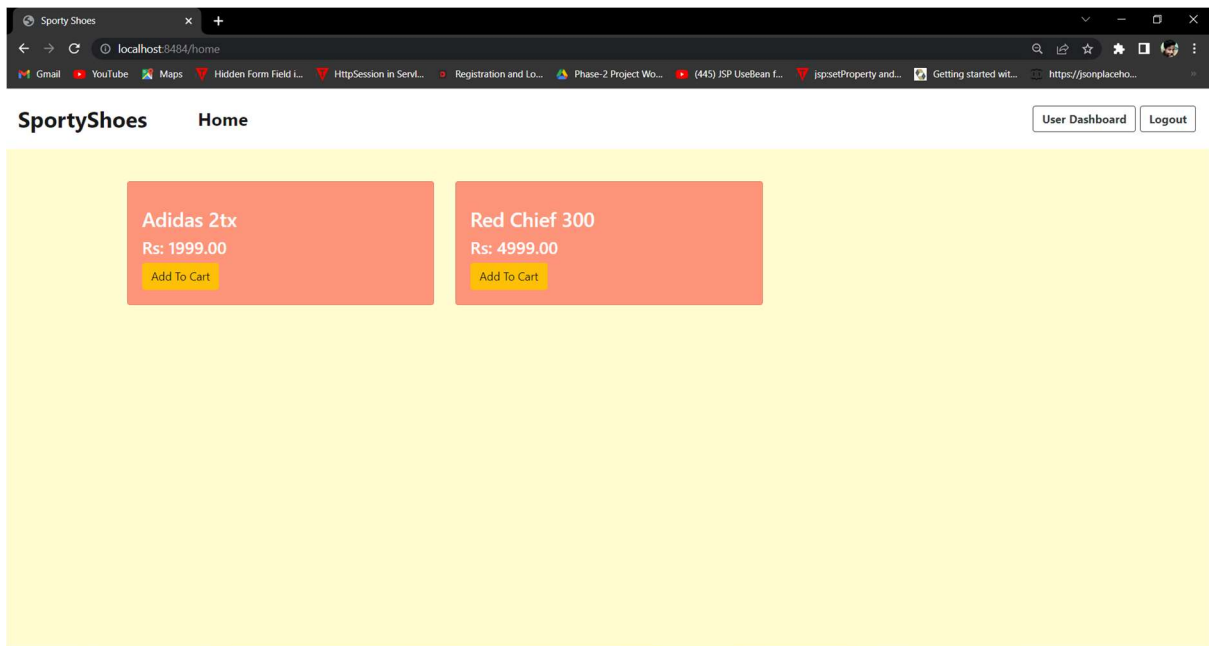 Sporty Shoes
localhost:8484/home
Gmail YouTube Maps Hidden Form Field i... HttpSession in Servl... Registration and Lo... Phase-2 Project Wo... (445) JSP UseBean f... jsp:setProperty and... Getting started wit... https://jsonplaceho...
SportyShoes Home User Dashboard Logout
Adidas 2tx
Rs: 1999.00
Add To Cart
Red Chief 300
Rs: 4999.00
Add To Cart